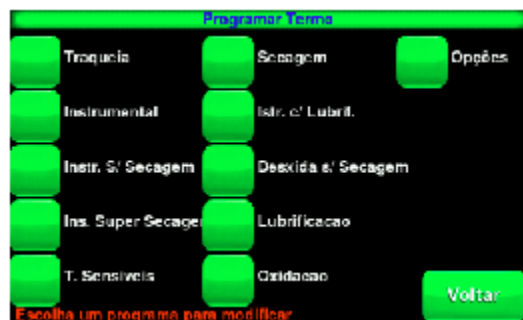 Programar Termo
Traqueia
Secagem
Opções
Instrumental
Istr. c/ Lubrif.
Instr. S/ Secagem
Desxida s/ Secagem
Ins. Super Secagem
Lubrificacao
T. Sensiveis
Oxidacao
Voltar
Escolha um programa para modificar